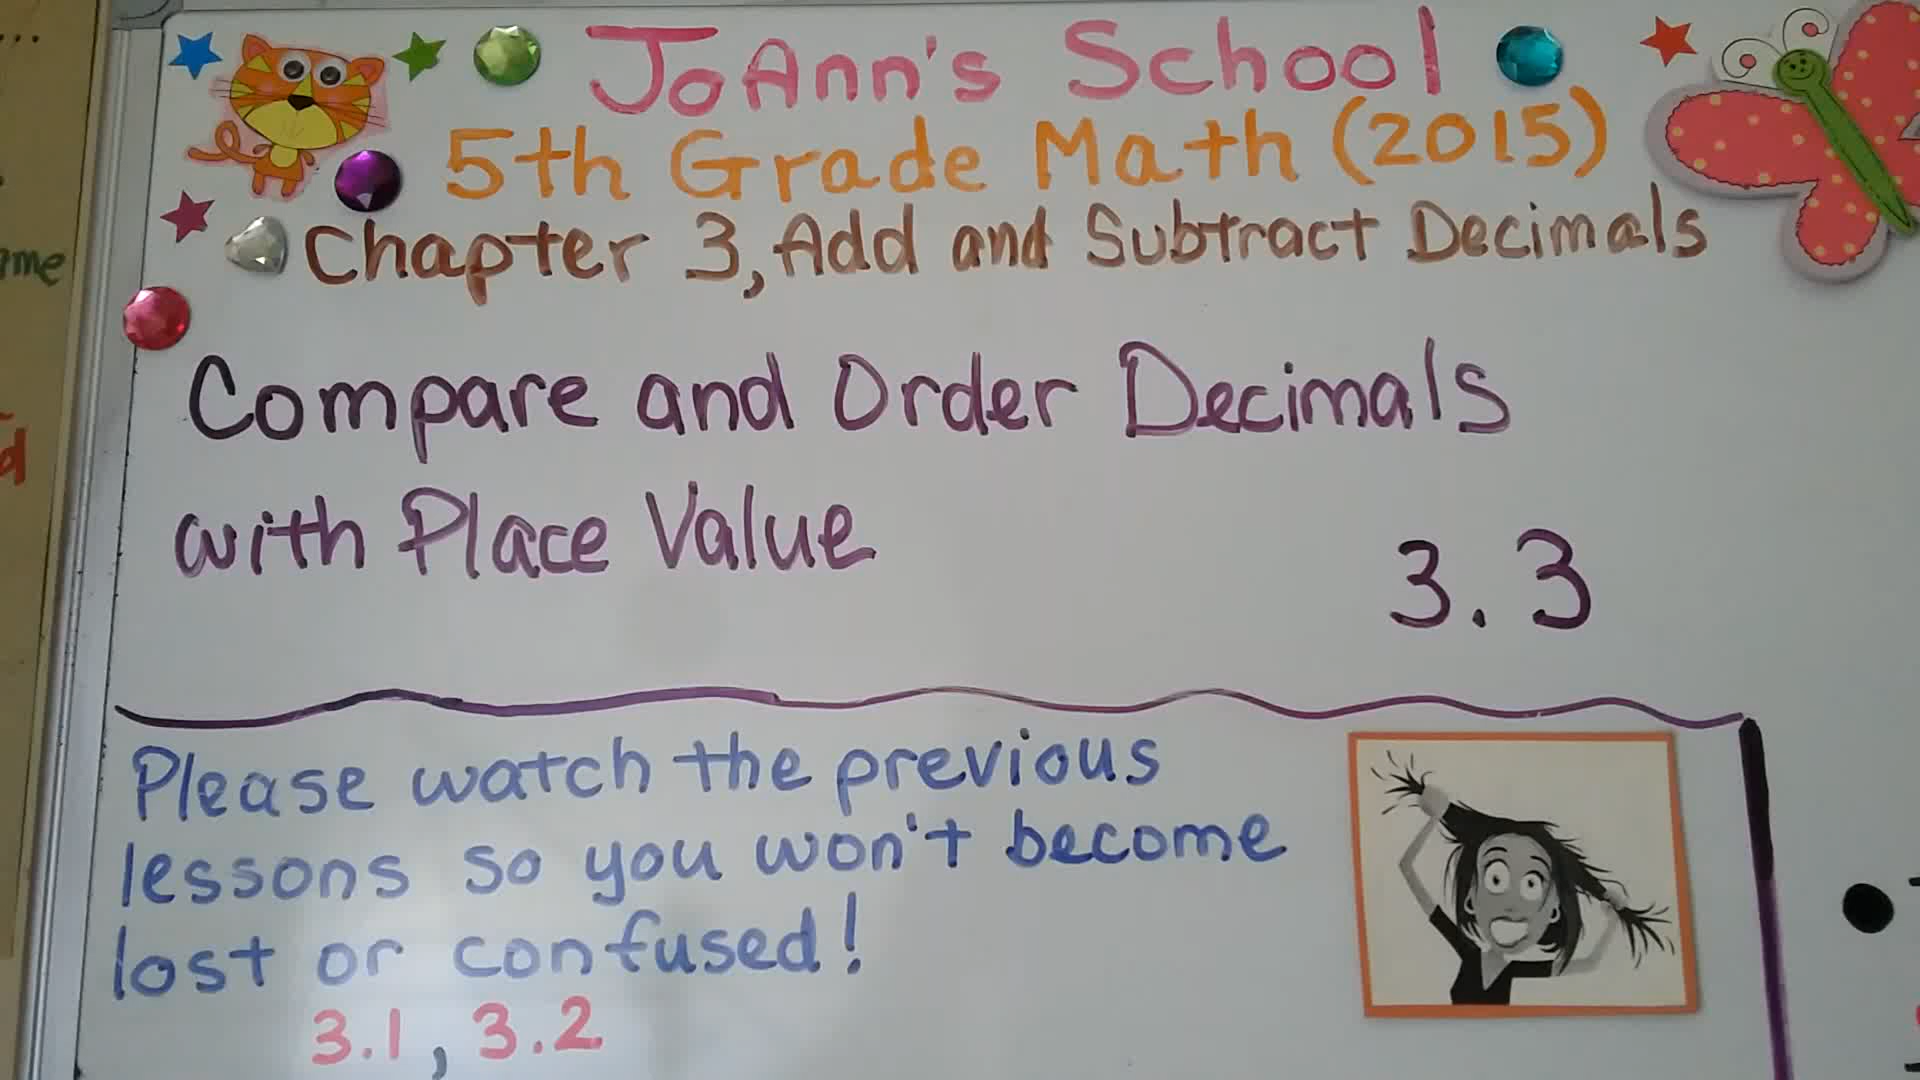 JoAnn's School
5th Grade Math (2015)
Chapter 3, Add and Subtract Decimals
Compare and Order Decimals
with Place Value
3.3
Please watch the previous
lessons so you won't become
lost or confused!
3.1, 3.2